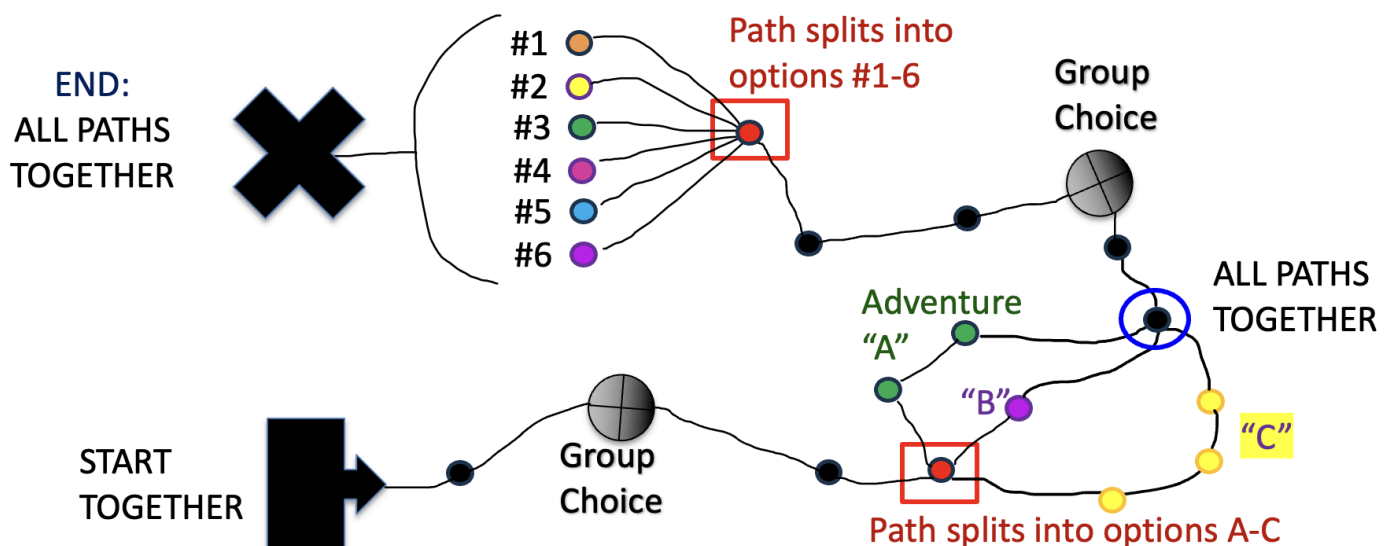 #1
#2
#3
#4
#5
#6
Path splits into
options #1-6
Group
Choice
END:
ALL PATHS
TOGETHER
ALL PATHS
TOGETHER
Adventure
“A”
“B”
“C”
START
TOGETHER
Group
Choice
Path splits into options A-C